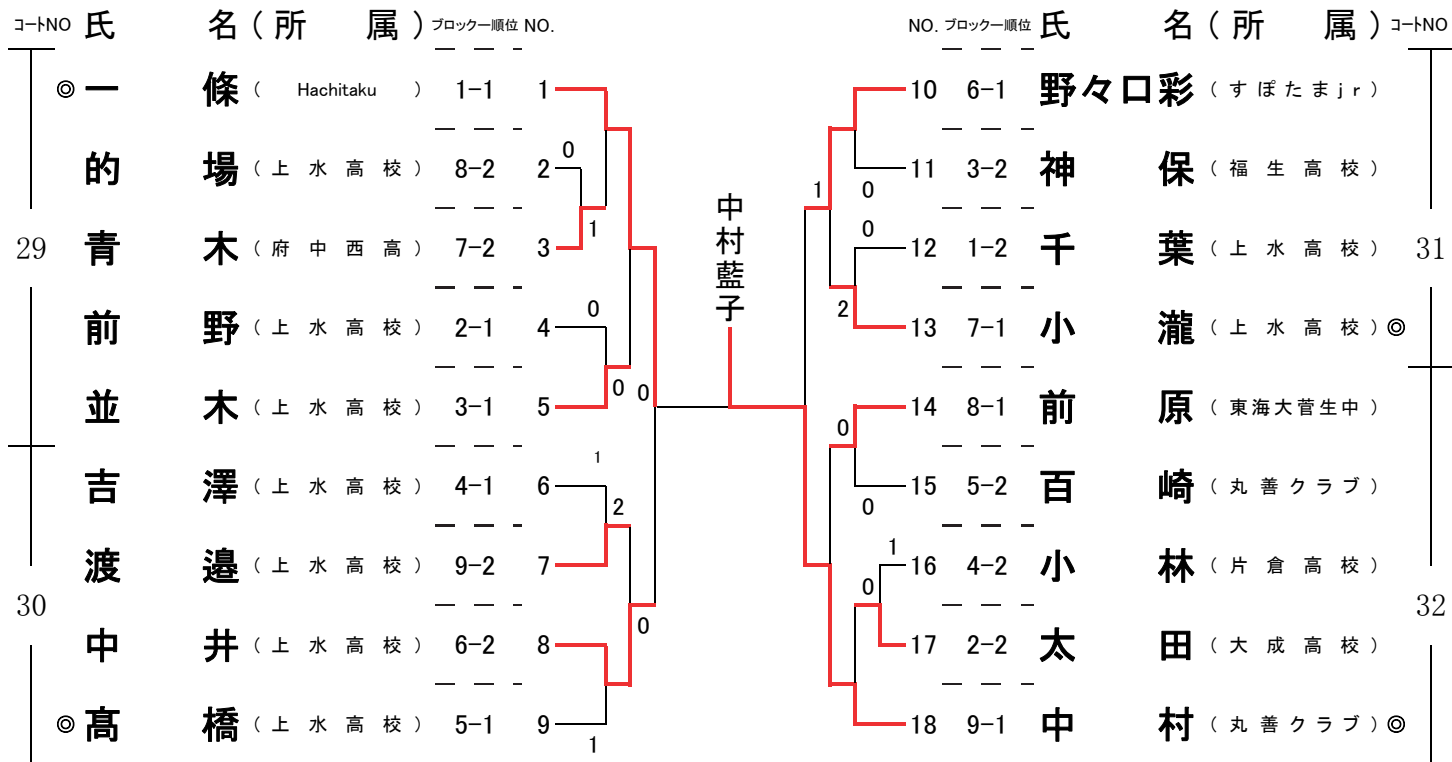 コートNO 氏 名(所 属) ブロックー順位 NO.
◎ 一 條 ( Hachitaku ) 1-1 1
的 場 (上水高校) 8-2 2 0
29 青 木 (府中西高) 7-2 3 1
前 野 (上水高校) 2-1 4 0
並 木 (上水高校) 3-1 5 0 0
吉 澤 (上水高校) 4-1 6 1
渡 邉 (上水高校) 9-2 7 2
30
中 井 (上水高校) 6-2 8 0
◎ 髙 橋 (上水高校) 5-1 9 1
中村藍子
NO. ブロックー順位 氏 名(所 属) コートNO
10 6-1 野々口彩 (すぽたまjr)
1 0 11 3-2 神 保 (福生高校)
0 12 1-2 千 葉 (上水高校) 31
2 13 7-1 小 瀧 (上水高校) ◎
0 14 8-1 前 原 (東海大菅生中)
0 15 5-2 百 崎 (丸善クラブ)
0 1 16 4-2 小 林 (片倉高校)
32
17 2-2 太 田 (大成高校)
18 9-1 中 村 (丸善クラブ) ◎